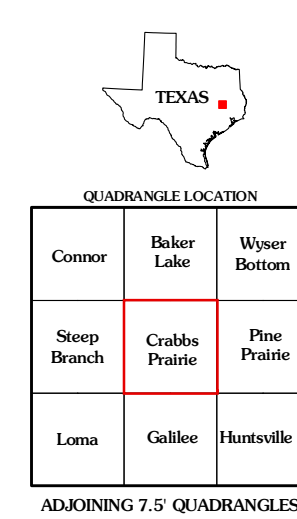 TEXAS
QUADRANGLE LOCATION
Connor
Baker
Lake
Wyser
Bottom
Steep
Branch
Crabbs
Prairie
Pine
Prairie
Loma
Galilee
Huntsville
ADJOINING 7.5' QUADRANGLES